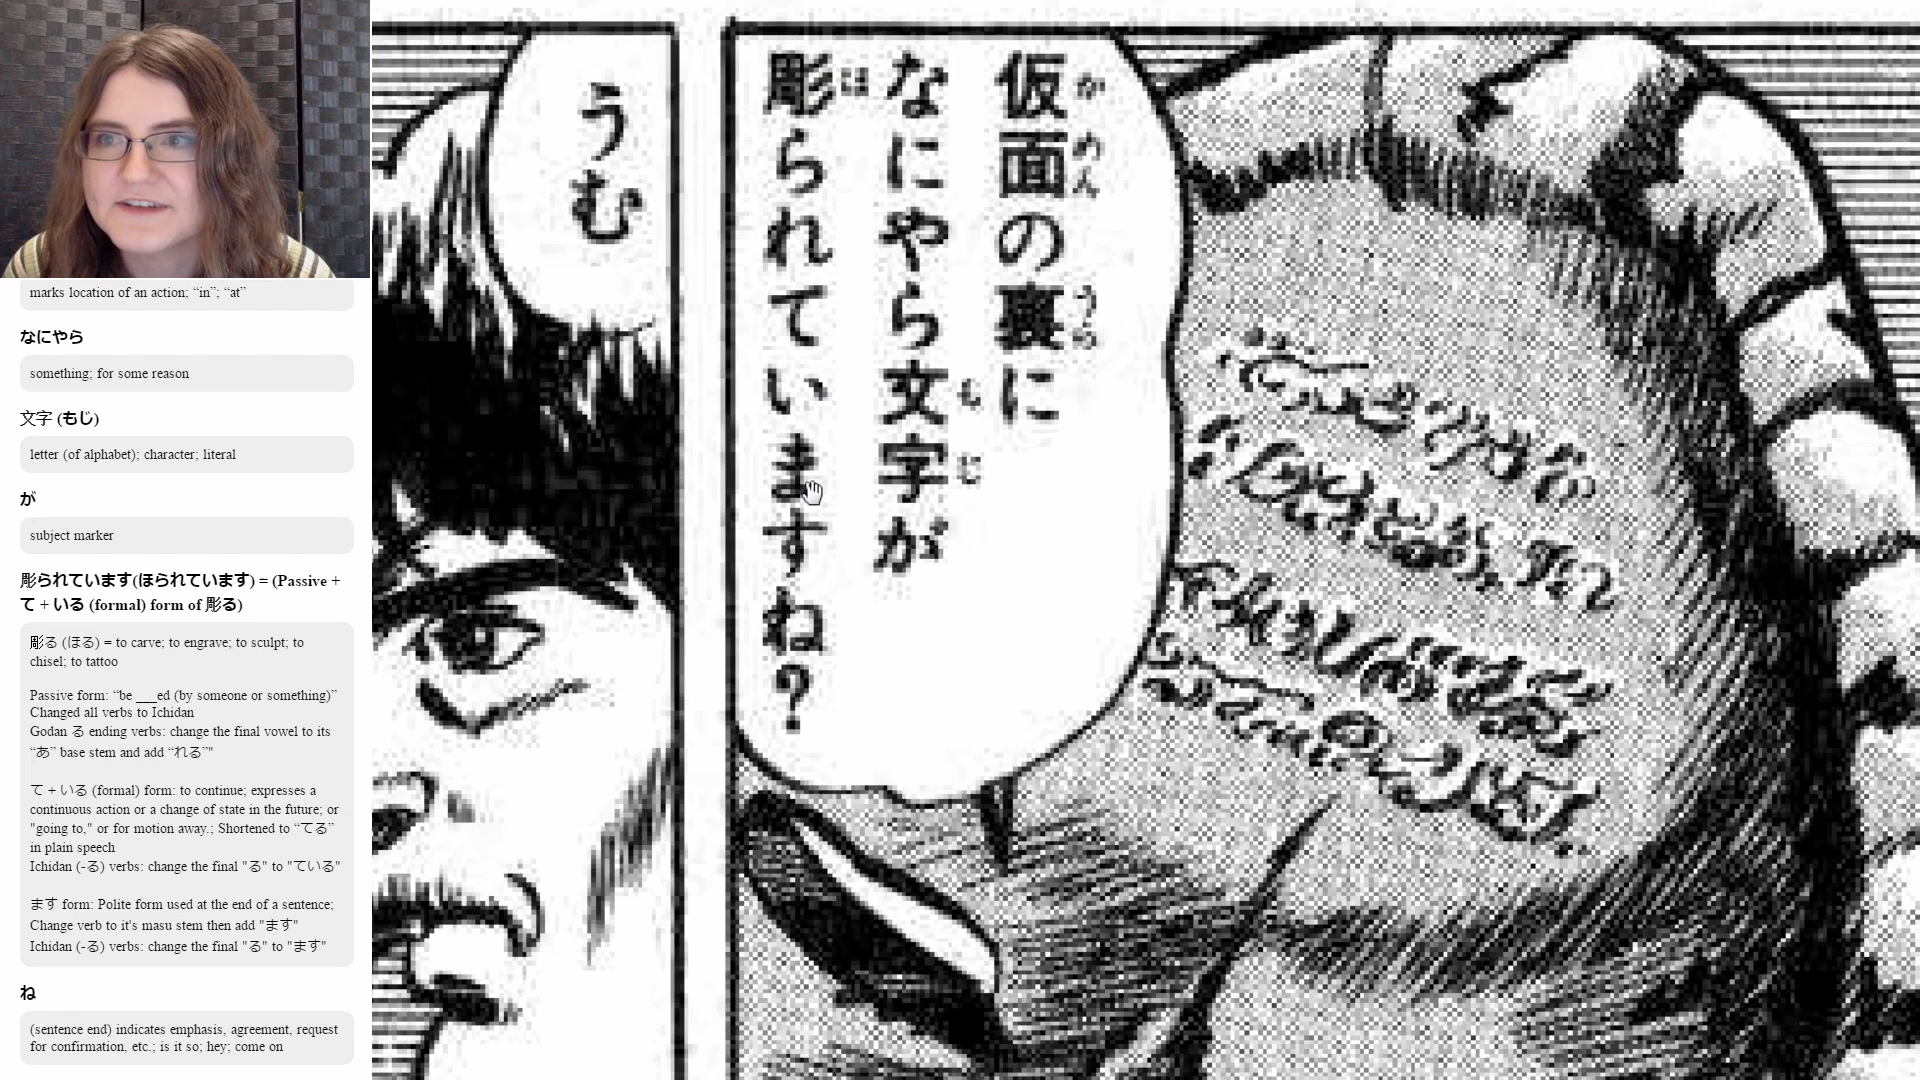 marks location of an action; “in”; “at”
なにやら
something; for some reason
文字 (もじ)
letter (of alphabet); character; literal
が
subject marker
彫られています(ほられています) = (Passive +
て + いる (formal) form of 彫る)
彫る (ほる) = to carve; to engrave; to sculpt; to
chisel; to tattoo
Passive form: “be ___ed (by someone or something)”
Changed all verbs to Ichidan
Godan る ending verbs: change the final vowel to its
“あ” base stem and add “れる”"
て + いる (formal) form: to continue; expresses a
continuous action or a change of state in the future; or
"going to," or for motion away.; Shortened to “てる”
in plain speech
Ichidan (-る) verbs: change the final "る" to "ている"
ます form: Polite form used at the end of a sentence;
Change verb to it's masu stem then add "ます"
Ichidan (-る) verbs: change the final "る" to "ます"
ね
(sentence end) indicates emphasis, agreement, request
for confirmation, etc.; is it so; hey; come on
仮面の裏に
かめん
うら
なにやら文字が
もじ
彫られていますね?
ほ
うむ